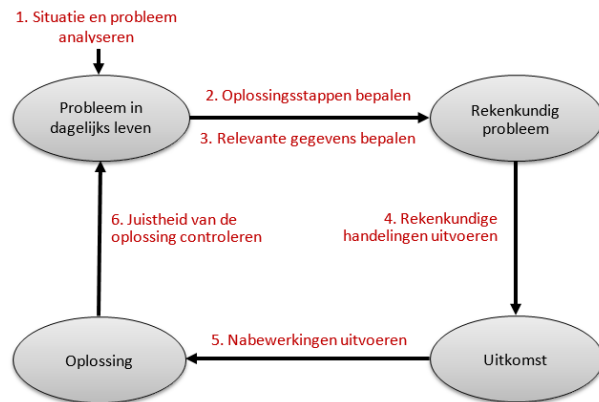 1. Situatie en probleem
analyseren
Probleem in
dagelijks leven
2. Oplossingsstappen bepalen
3. Relevante gegevens bepalen
Rekenkundig
probleem
4. Rekenkundige
handelingen uitvoeren
Uitkomst
5. Nabewerkingen uitvoeren
Oplossing
6. Juistheid van de
oplossing controleren